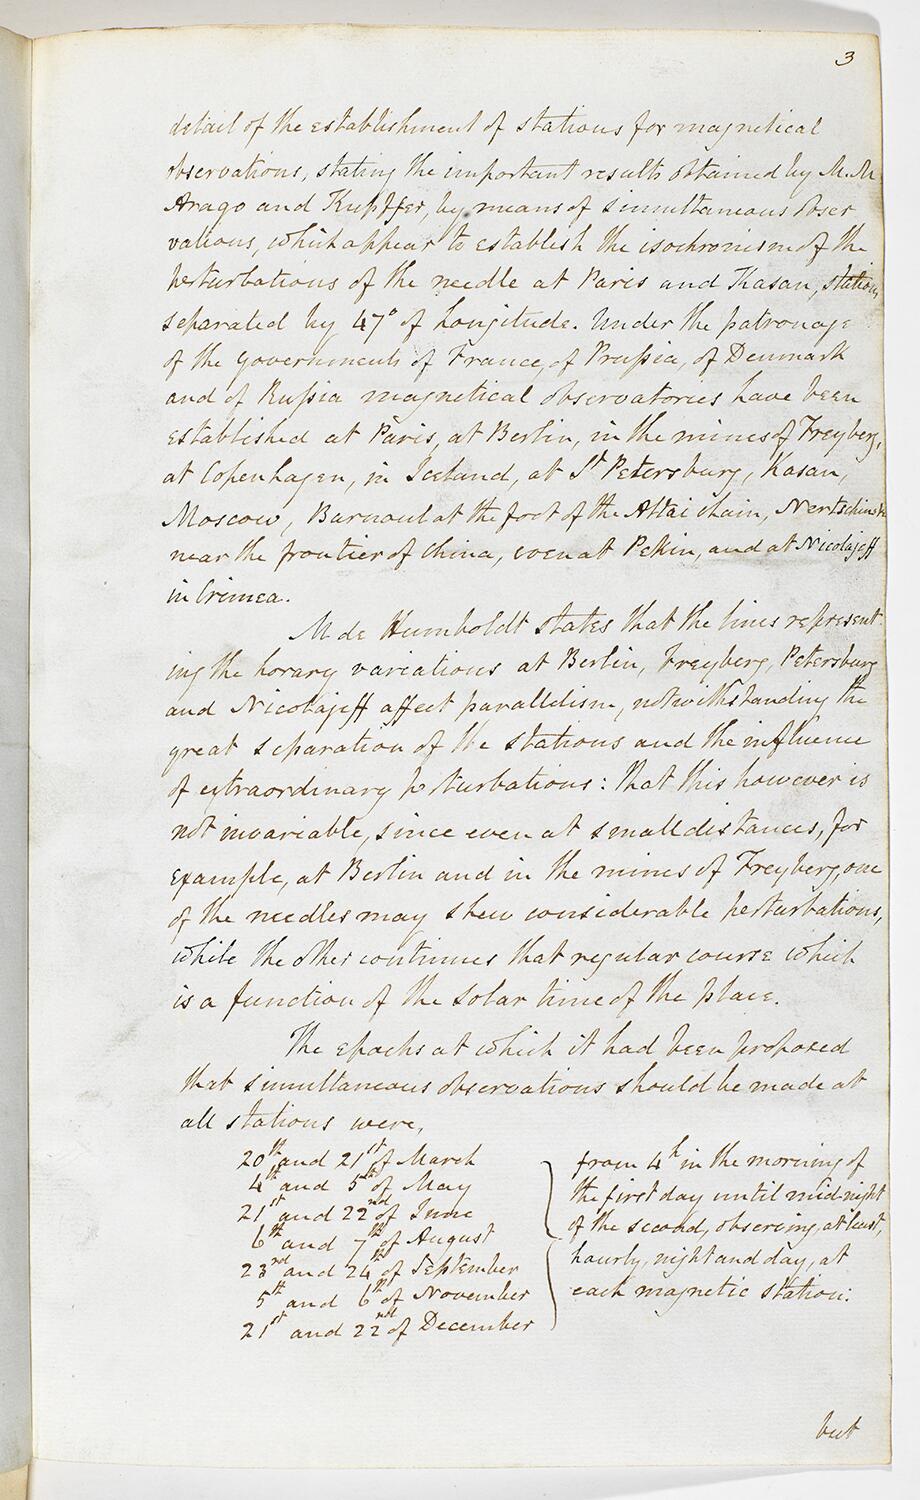 3
detail of the establishment of stations for magnetical
observations, stating the important results obtained by M. M
Arago and Kupffer, by means of simultaneous obser
vations, which appear to establish the isochronism of the
perturbations of the needle at Paris and Kasan, stations
separated by 47° of longitude. Under the patronage
of the governments of France, of Prussia, of Denmark
and of Russia magnetical observatories have been
established at Paris, at Berlin, in the mines of Freyberg,
at Copenhagen, in Iceland, at St Petersburg, Kasan,
Moscow, Barnoul at the foot of the Altai chain, Nertschinsk
near the frontier of China, even at Pekin, and at Nicolajeff
in Crimea.
M de Humboldt states that the lines represent
ing the horary variations at Berlin, Freyberg, Petersburg
and Nicolajeff affect parallelism, notwithstanding the
great separation of the stations and the influence
of extraordinary perturbations: that this however is
not invariable, since even at small distances, for
example, at Berlin and in the mines of Freyberg, one
of the needles may shew considerable perturbations,
while the other continues that regular course which
is a function of the solar time of the place.
The epochs at which it had been proposed
that simultaneous observations should be made at
all stations were,
20th and 21st of March
4th and 5th of May
21st and 22nd of June
6th and 7th of August
23rd and 24th of September
5th and 6th of November
21st and 22nd of December
from 4h in the morning of
the first day until midnight
of the second, observing, at least,
hourly, night and day, at
each magnetic station:
but